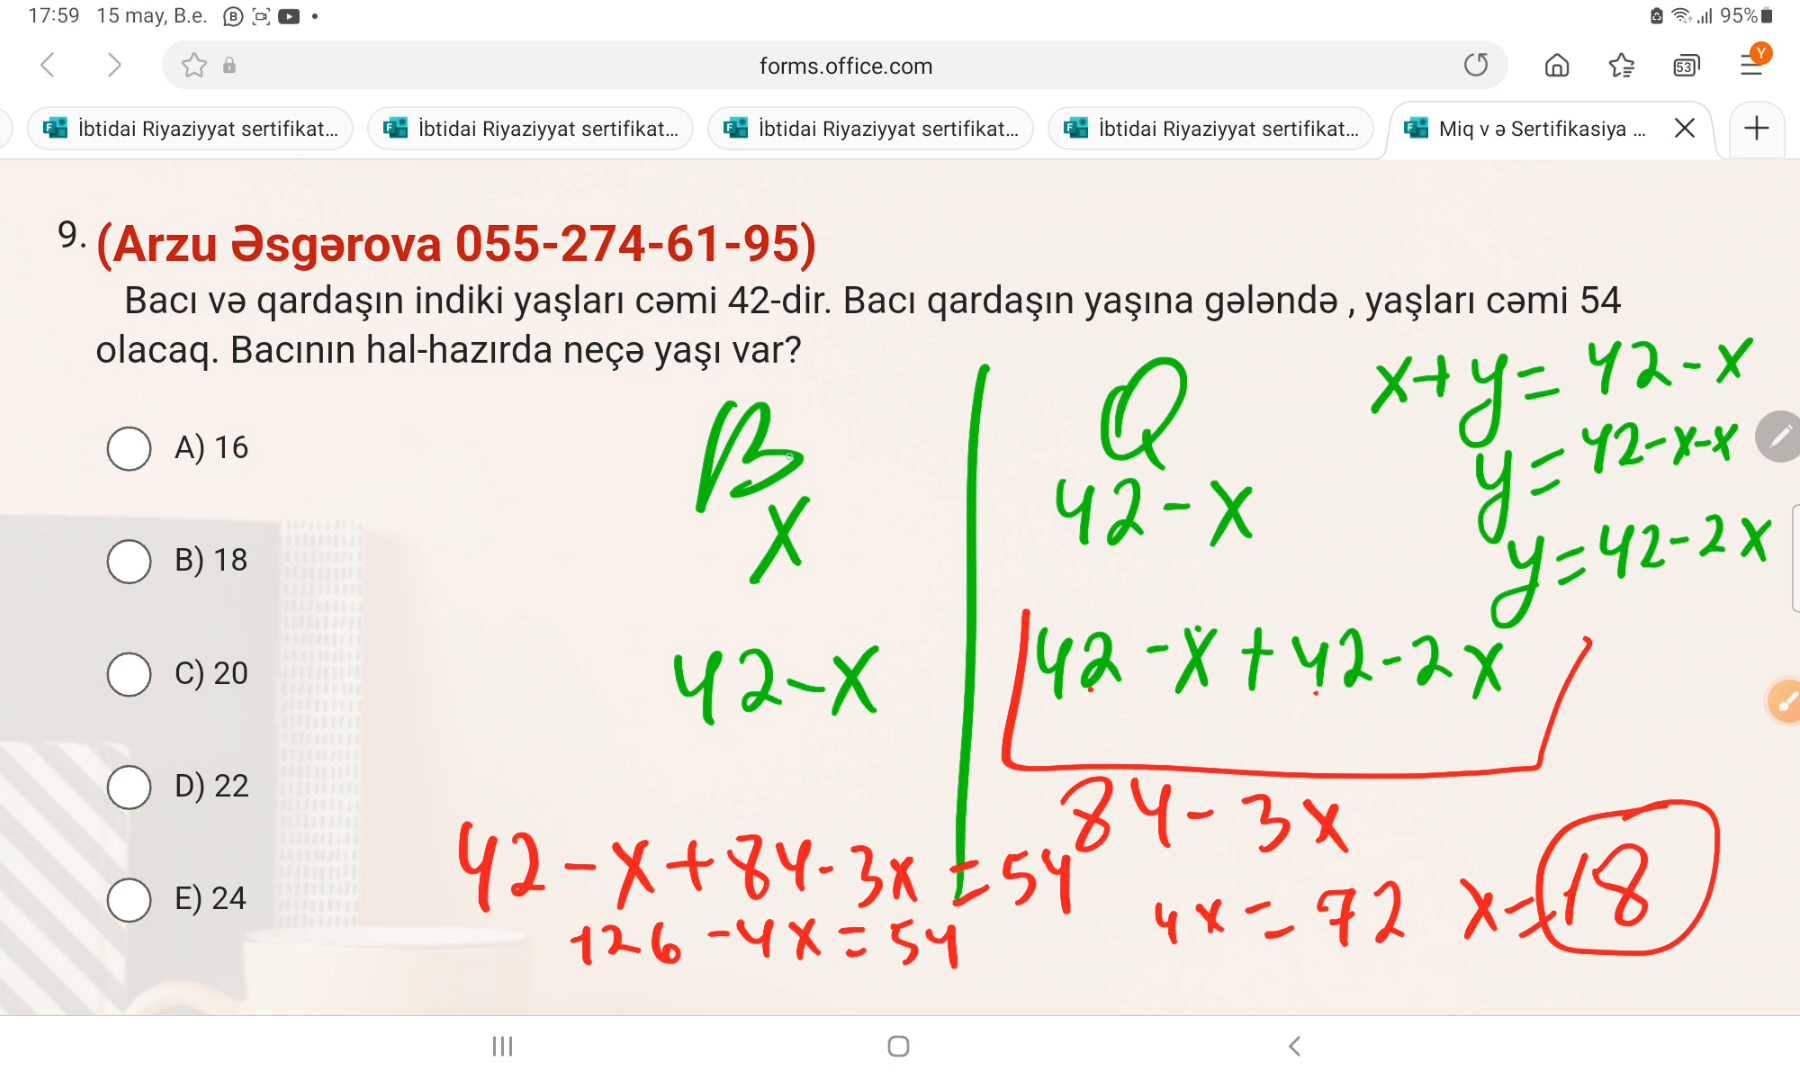 17:59 15 may, B.e.
95%
forms.office.com
53
Y
İbtidai Riyaziyyat sertifikat...
İbtidai Riyaziyyat sertifikat...
İbtidai Riyaziyyat sertifikat...
İbtidai Riyaziyyat sertifikat...
Miq v ə Sertifikasiya ...
9. (Arzu Əsgərova 055-274-61-95)
Bacı və qardaşın indiki yaşları cəmi 42-dir. Bacı qardaşın yaşına gələndə , yaşları cəmi 54
olacaq. Bacının hal-hazırda neçə yaşı var?
A) 16
B) 18
C) 20
D) 22
E) 24
B
x
42-x
Q
42-x
42-x+42-2x
x+y=42-x
y=42-x-x
y=42-2x
84-3x
42-x+84-3x=54
126-4x=54
4x=72 x=18